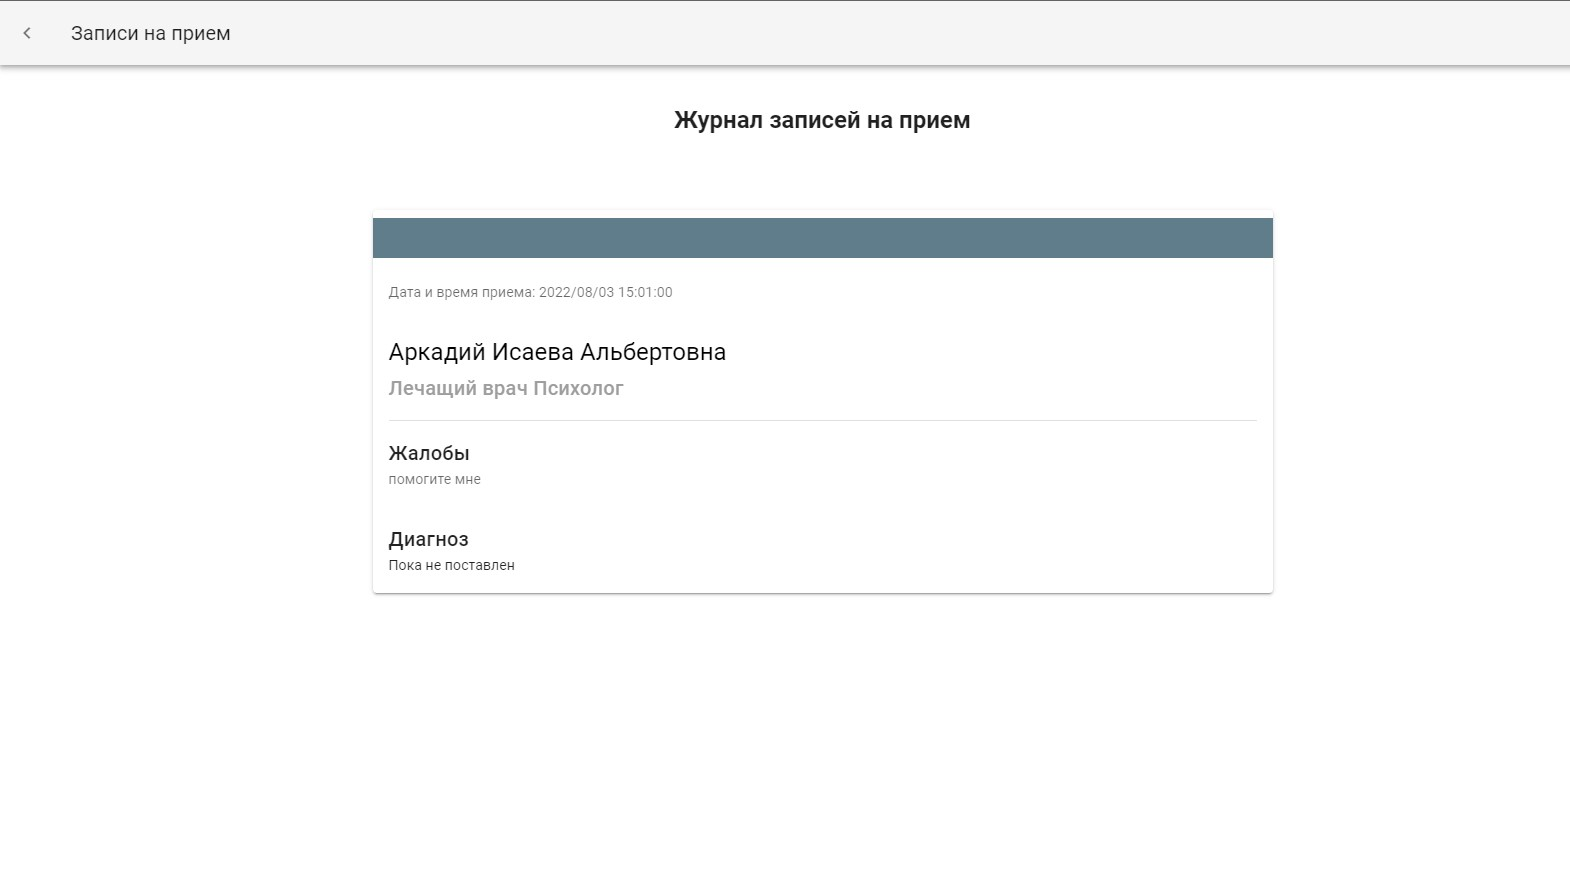 Записи на прием
Журнал записей на прием
Дата и время приема: 2022/08/03 15:01:00
Аркадий Исаева Альбертовна
Лечащий врач Психолог
Жалобы
помогите мне
Диагноз
Пока не поставлен